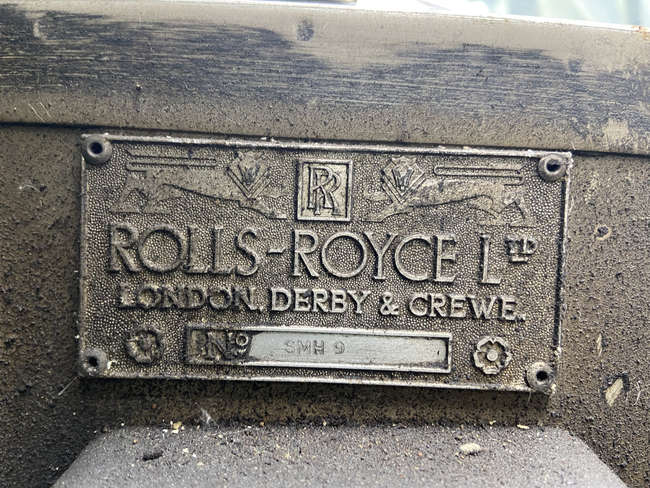 RR
ROLLS-ROYCE LTD
LONDON, DERBY & CREWE.
No SMH 9